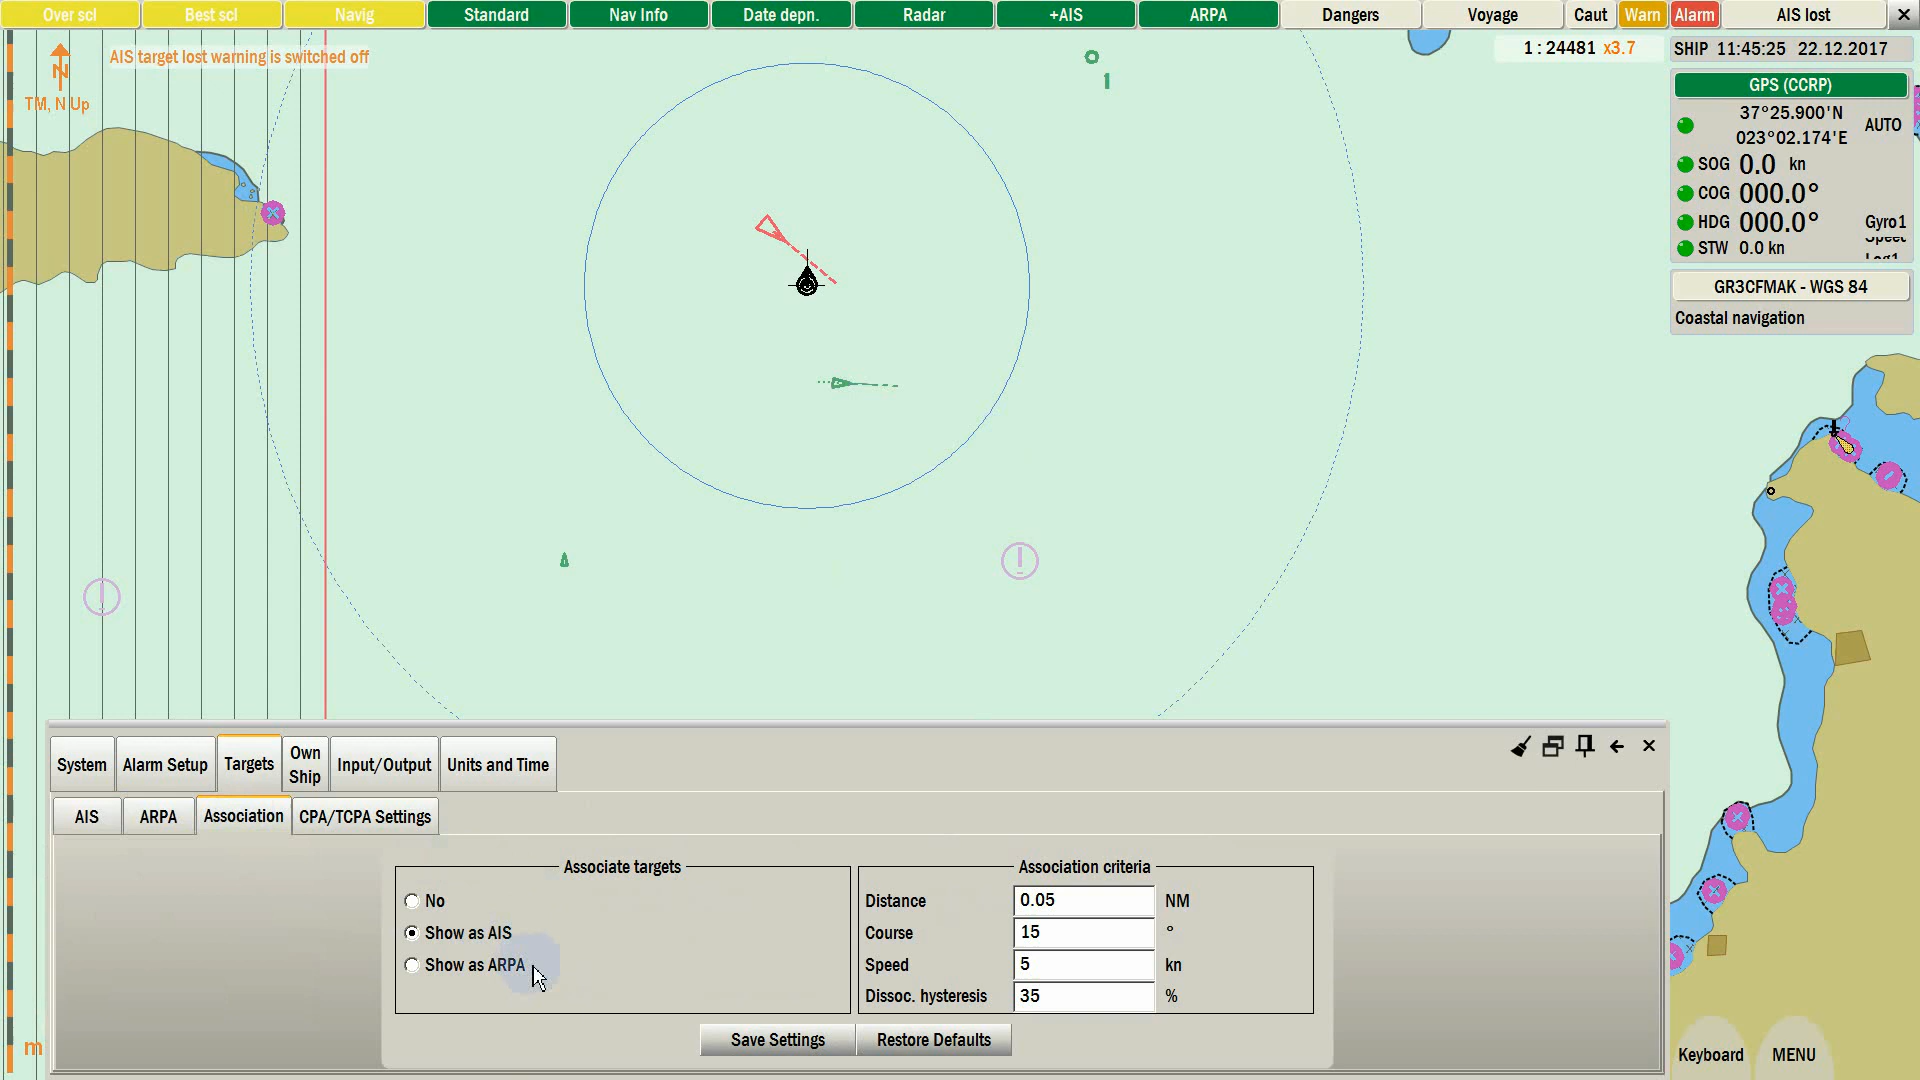 Over scl Best scl Navig Standard Nav Info Date depn. Radar +AIS ARPA Dangers Voyage Caut Warn Alarm AIS lost
AIS target lost warning is switched off
N
TM, N Up
1 : 24481 x3.7
SHIP 11:45:25 22.12.2017
GPS (CCRP)
37°25.900'N
023°02.174'E
AUTO
SOG 0.0 kn
COG 000.0°
HDG 000.0° Gyro1
STW 0.0 kn
Speed
Log1
GR3CFMAK - WGS 84
Coastal navigation
1
System Alarm Setup Targets Own Ship Input/Output Units and Time
AIS ARPA Association CPA/TCPA Settings
Associate targets
No
Show as AIS
Show as ARPA
Association criteria
Distance 0.05 NM
Course 15 °
Speed 5 kn
Dissoc. hysteresis 35 %
Save Settings Restore Defaults
m
Keyboard MENU